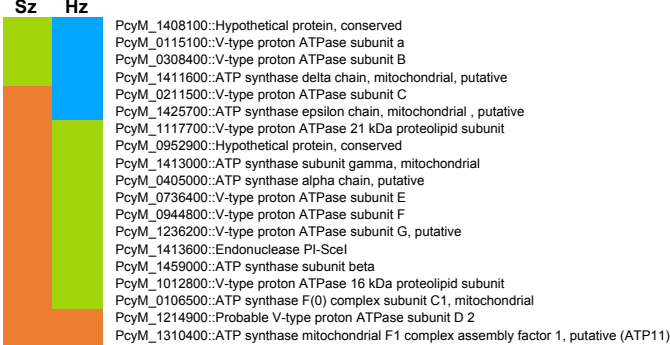 Sz Hz
PcyM_1408100::Hypothetical protein, conserved
PcyM_0115100::V-type proton ATPase subunit a
PcyM_0308400::V-type proton ATPase subunit B
PcyM_1411600::ATP synthase delta chain, mitochondrial, putative
PcyM_0211500::V-type proton ATPase subunit C
PcyM_1425700::ATP synthase epsilon chain, mitochondrial , putative
PcyM_1117700::V-type proton ATPase 21 kDa proteolipid subunit
PcyM_0952900::Hypothetical protein, conserved
PcyM_1413000::ATP synthase subunit gamma, mitochondrial
PcyM_0405000::ATP synthase alpha chain, putative
PcyM_0736400::V-type proton ATPase subunit E
PcyM_0944800::V-type proton ATPase subunit F
PcyM_1236200::V-type proton ATPase subunit G, putative
PcyM_1413600::Endonuclease PI-SceI
PcyM_1459000::ATP synthase subunit beta
PcyM_1012800::V-type proton ATPase 16 kDa proteolipid subunit
PcyM_0106500::ATP synthase F(0) complex subunit C1, mitochondrial
PcyM_1214900::Probable V-type proton ATPase subunit D 2
PcyM_1310400::ATP synthase mitochondrial F1 complex assembly factor 1, putative (ATP11)